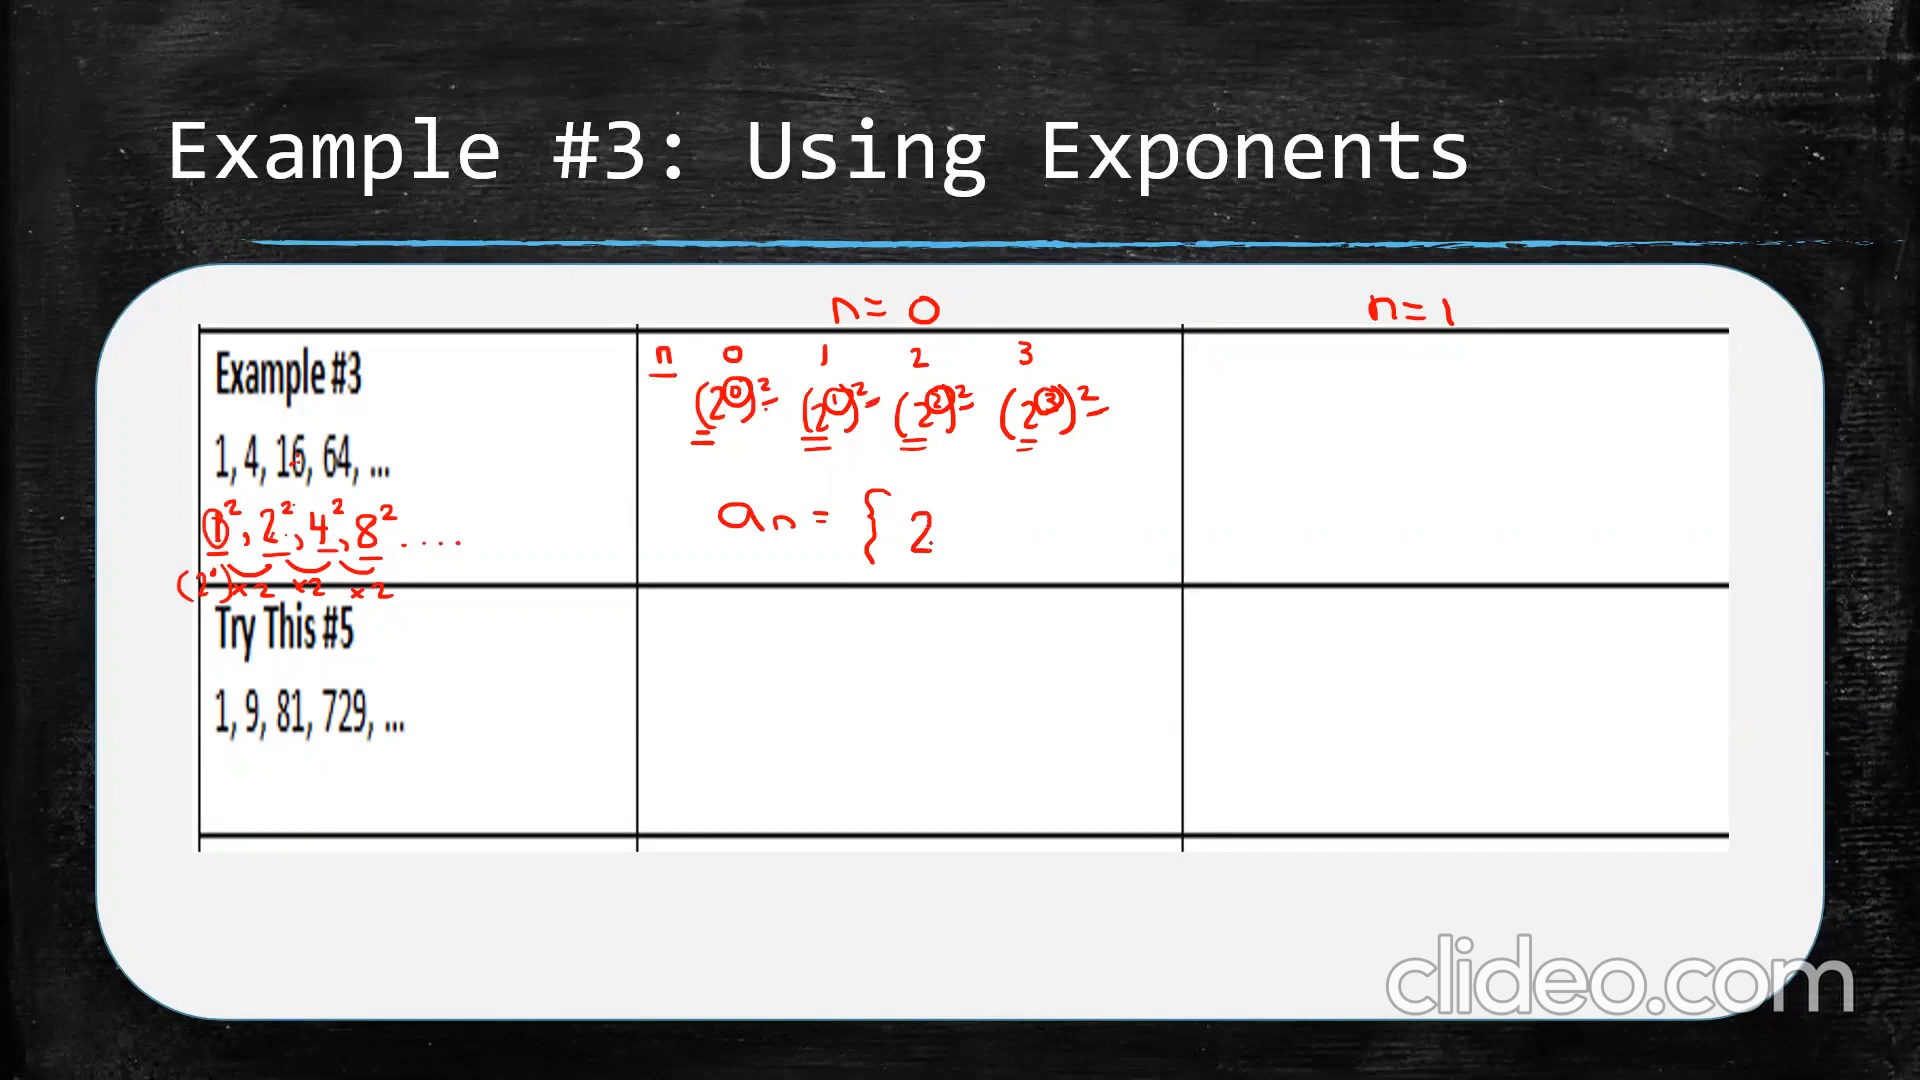 Example #3: Using Exponents
n = 0
n = 1
Example #3
1, 4, 16, 64, ...
1², 2², 4², 8² ....
(2⁰) ×2 ×2 ×2
n 0 1 2 3
(2⁰)² (2¹)² (2²)² (2³)²
aₙ = { 2
Try This #5
1, 9, 81, 729, ...
clideo.com